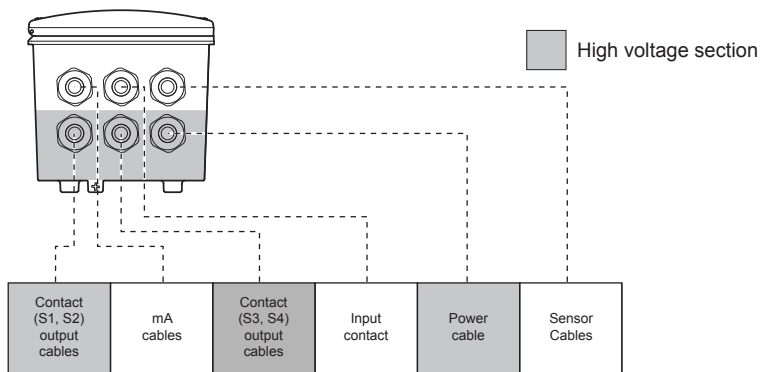 High voltage section
Contact
(S1, S2)
output
cables
mA
cables
Contact
(S3, S4)
output
cables
Input
contact
Power
cable
Sensor
Cables